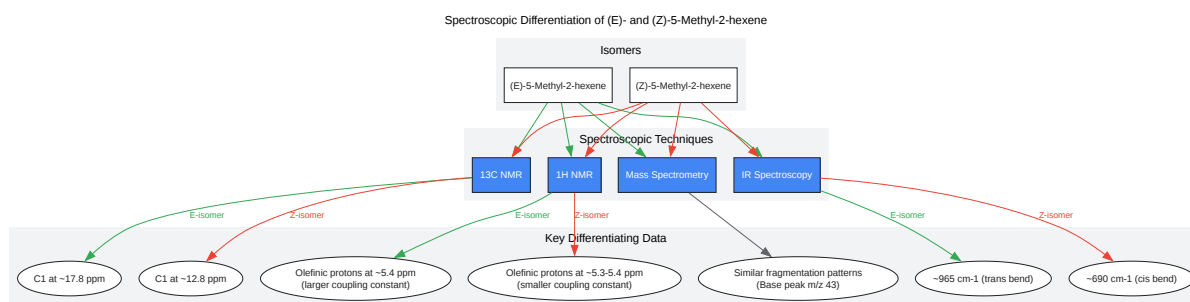 Spectroscopic Differentiation of (E)- and (Z)-5-Methyl-2-hexene
Isomers
(E)-5-Methyl-2-hexene
(Z)-5-Methyl-2-hexene
Spectroscopic Techniques
13C NMR
1H NMR
Mass Spectrometry
IR Spectroscopy
E-isomer
Z-isomer
E-isomer
Z-isomer
E-isomer
Z-isomer
Key Differentiating Data
C1 at ~17.8 ppm
C1 at ~12.8 ppm
Olefinic protons at ~5.4 ppm
(larger coupling constant)
Olefinic protons at ~5.3-5.4 ppm
(smaller coupling constant)
Similar fragmentation patterns
(Base peak m/z 43)
~965 cm-1 (trans bend)
~690 cm-1 (cis bend)